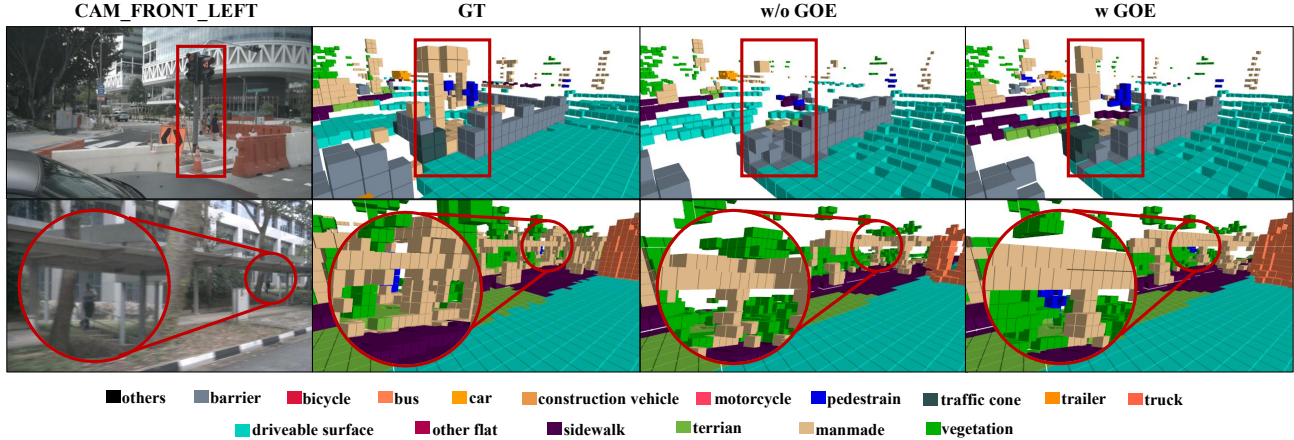 CAM_FRONT_LEFT GT w/o GOE w GOE
others barrier bicycle bus car construction vehicle motorcycle pedestrain traffic cone trailer truck
driveable surface other flat sidewalk terrian manmade vegetation